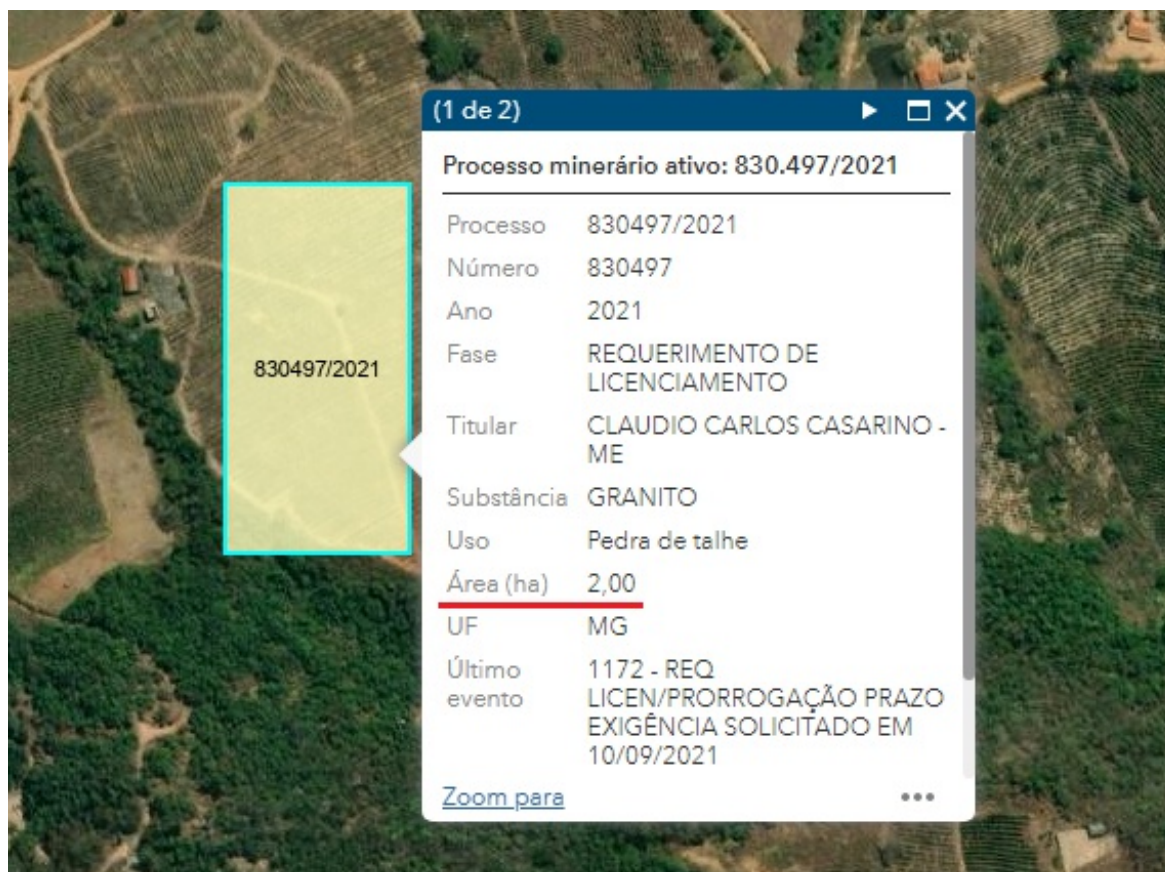 (1 de 2)
Processo minerário ativo: 830.497/2021
Processo 830497/2021
Número 830497
Ano 2021
Fase REQUERIMENTO DE
LICENCIAMENTO
Titular CLAUDIO CARLOS CASARINO -
ME
Substância GRANITO
Uso Pedra de talhe
Área (ha) 2,00
UF MG
Último 1172 - REQ
evento LICEN/PRORROGAÇÃO PRAZO
EXIGÊNCIA SOLICITADO EM
10/09/2021
Zoom para
830497/2021